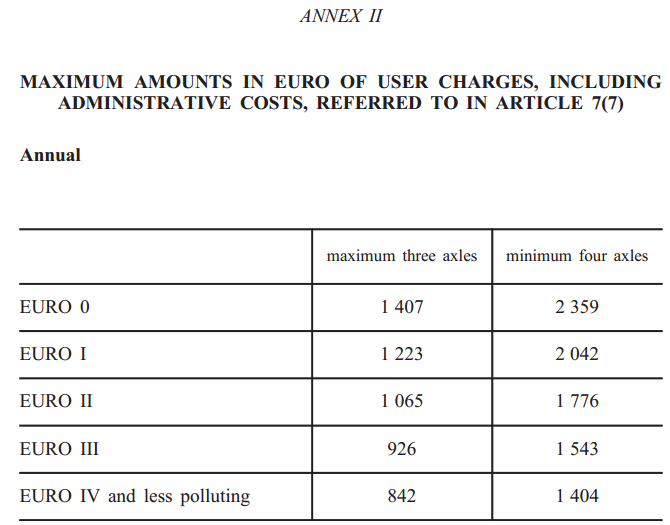 ANNEX II
MAXIMUM AMOUNTS IN EURO OF USER CHARGES, INCLUDING
ADMINISTRATIVE COSTS, REFERRED TO IN ARTICLE 7(7)
Annual
maximum three axles minimum four axles
EURO 0 1 407 2 359
EURO I 1 223 2 042
EURO II 1 065 1 776
EURO III 926 1 543
EURO IV and less polluting 842 1 404